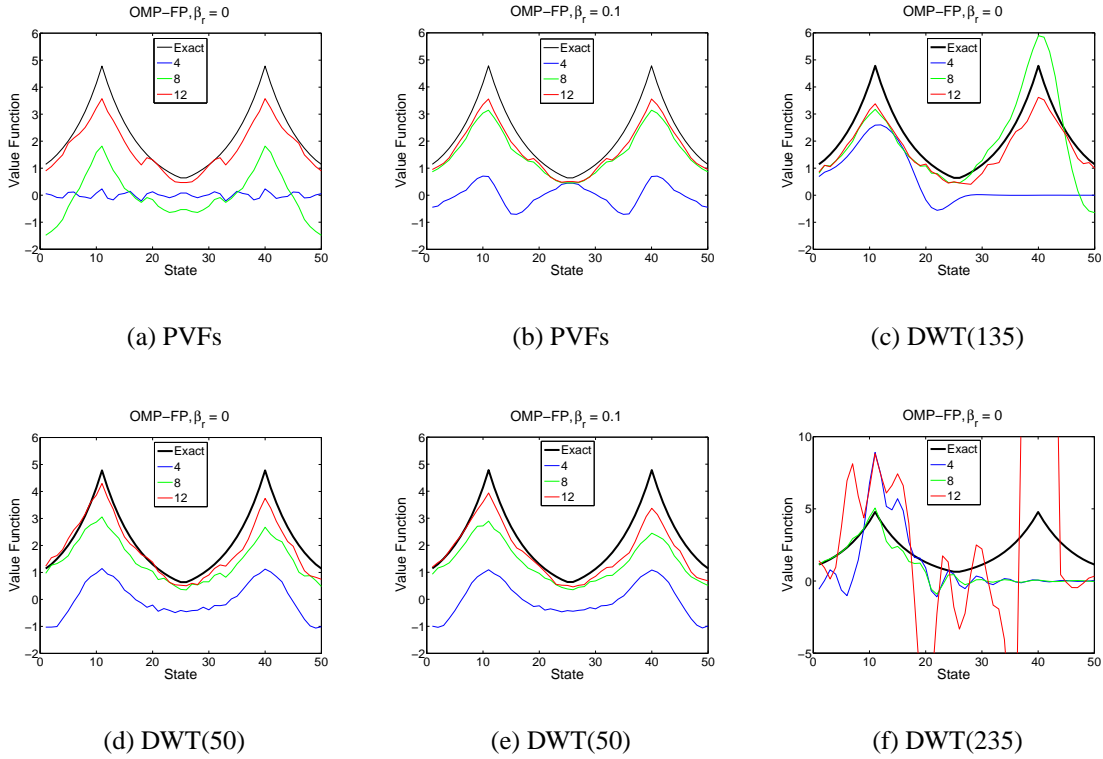 OMP−FP, βr = 0
Value Function
6
5
4
3
2
1
0
−1
−2
Exact
4
8
12
0 10 20 30 40 50
State
(a) PVFs
OMP−FP, βr = 0.1
Value Function
6
5
4
3
2
1
0
−1
−2
Exact
4
8
12
0 10 20 30 40 50
State
(b) PVFs
OMP−FP, βr = 0
Value Function
6
5
4
3
2
1
0
−1
−2
Exact
4
8
12
0 10 20 30 40 50
State
(c) DWT(135)
OMP−FP, βr = 0
Value Function
6
5
4
3
2
1
0
−1
−2
Exact
4
8
12
0 10 20 30 40 50
State
(d) DWT(50)
OMP−FP, βr = 0.1
Value Function
6
5
4
3
2
1
0
−1
−2
Exact
4
8
12
0 10 20 30 40 50
State
(e) DWT(50)
OMP−FP, βr = 0
Value Function
10
5
0
−5
Exact
4
8
12
0 10 20 30 40 50
State
(f) DWT(235)